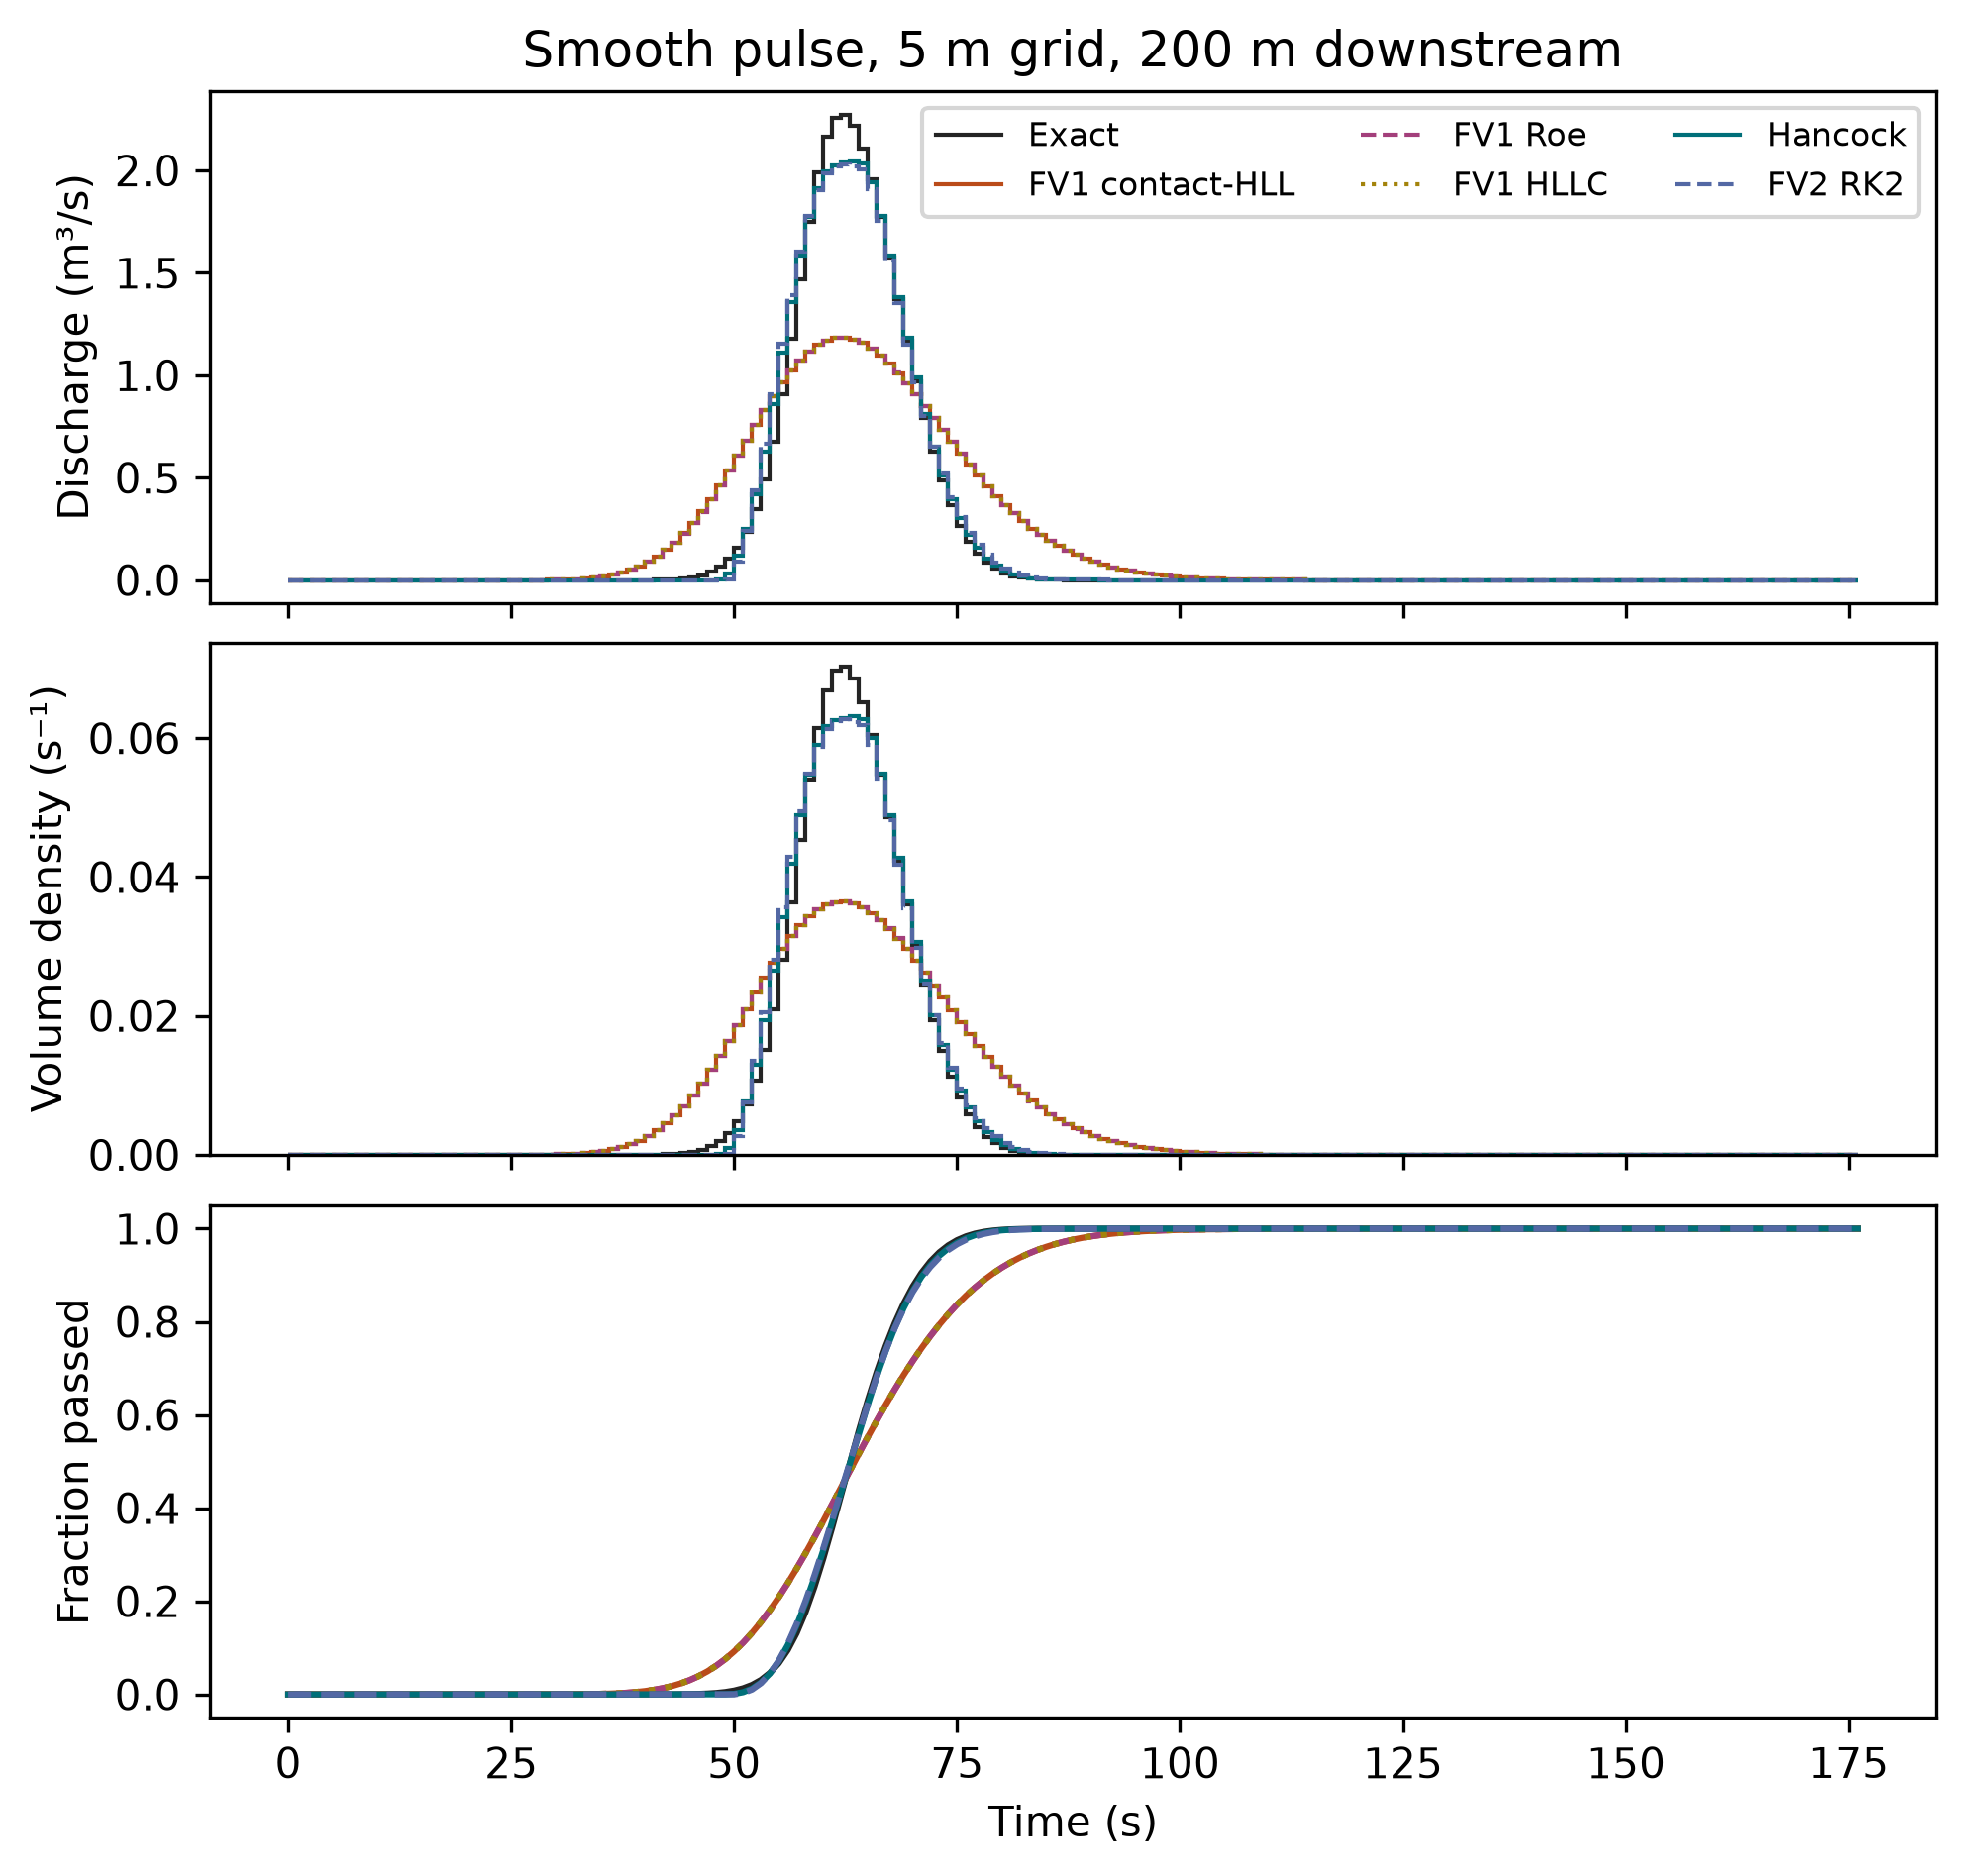 Smooth pulse, 5 m grid, 200 m downstream
Discharge (m³/s)
2.0
1.5
1.0
0.5
0.0
Exact
FV1 contact-HLL
FV1 Roe
FV1 HLLC
Hancock
FV2 RK2
Volume density (s⁻¹)
0.06
0.04
0.02
0.00
Fraction passed
1.0
0.8
0.6
0.4
0.2
0.0
0 25 50 75 100 125 150 175
Time (s)